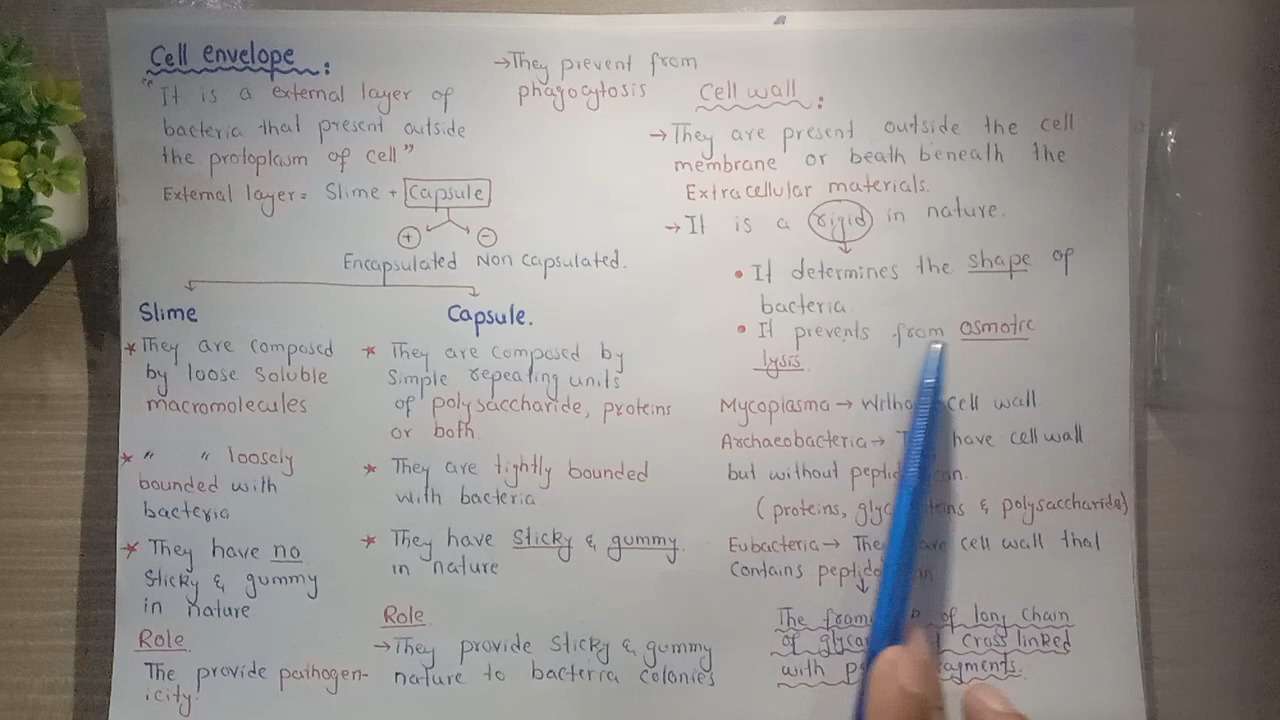 Cell envelope :
"It is a external layer of
bacteria that present outside
the protoplasm of cell"
External layer = Slime + Capsule
+ -
Encapsulated Non capsulated.
Slime
* They are composed
by loose soluble
macromolecules
* " " loosely
bounded with
bacteria
* They have no
sticky & gummy
in nature
Role
The provide pathogen-
icity.
Capsule.
* They are composed by
Simple repeating units
of polysaccharide, proteins
or both
* They are tightly bounded
with bacteria
* They have sticky & gummy.
in nature
Role
→ They provide sticky & gummy
nature to bacteria colonies
→ They prevent from
phagocytosis
Cell wall :
→ They are present outside the cell
membrane or beath beneath the
Extracellular materials.
→ It is a rigid in nature.
• It determines the shape of
bacteria
• It prevents from osmotic
lysis.
Mycoplasma → cell wall
Archaeobacteria → have cell wall
but without
(proteins, & polysaccharide)
Eubacteria → cell wall that
contains
The of long chain
of cross linked
with